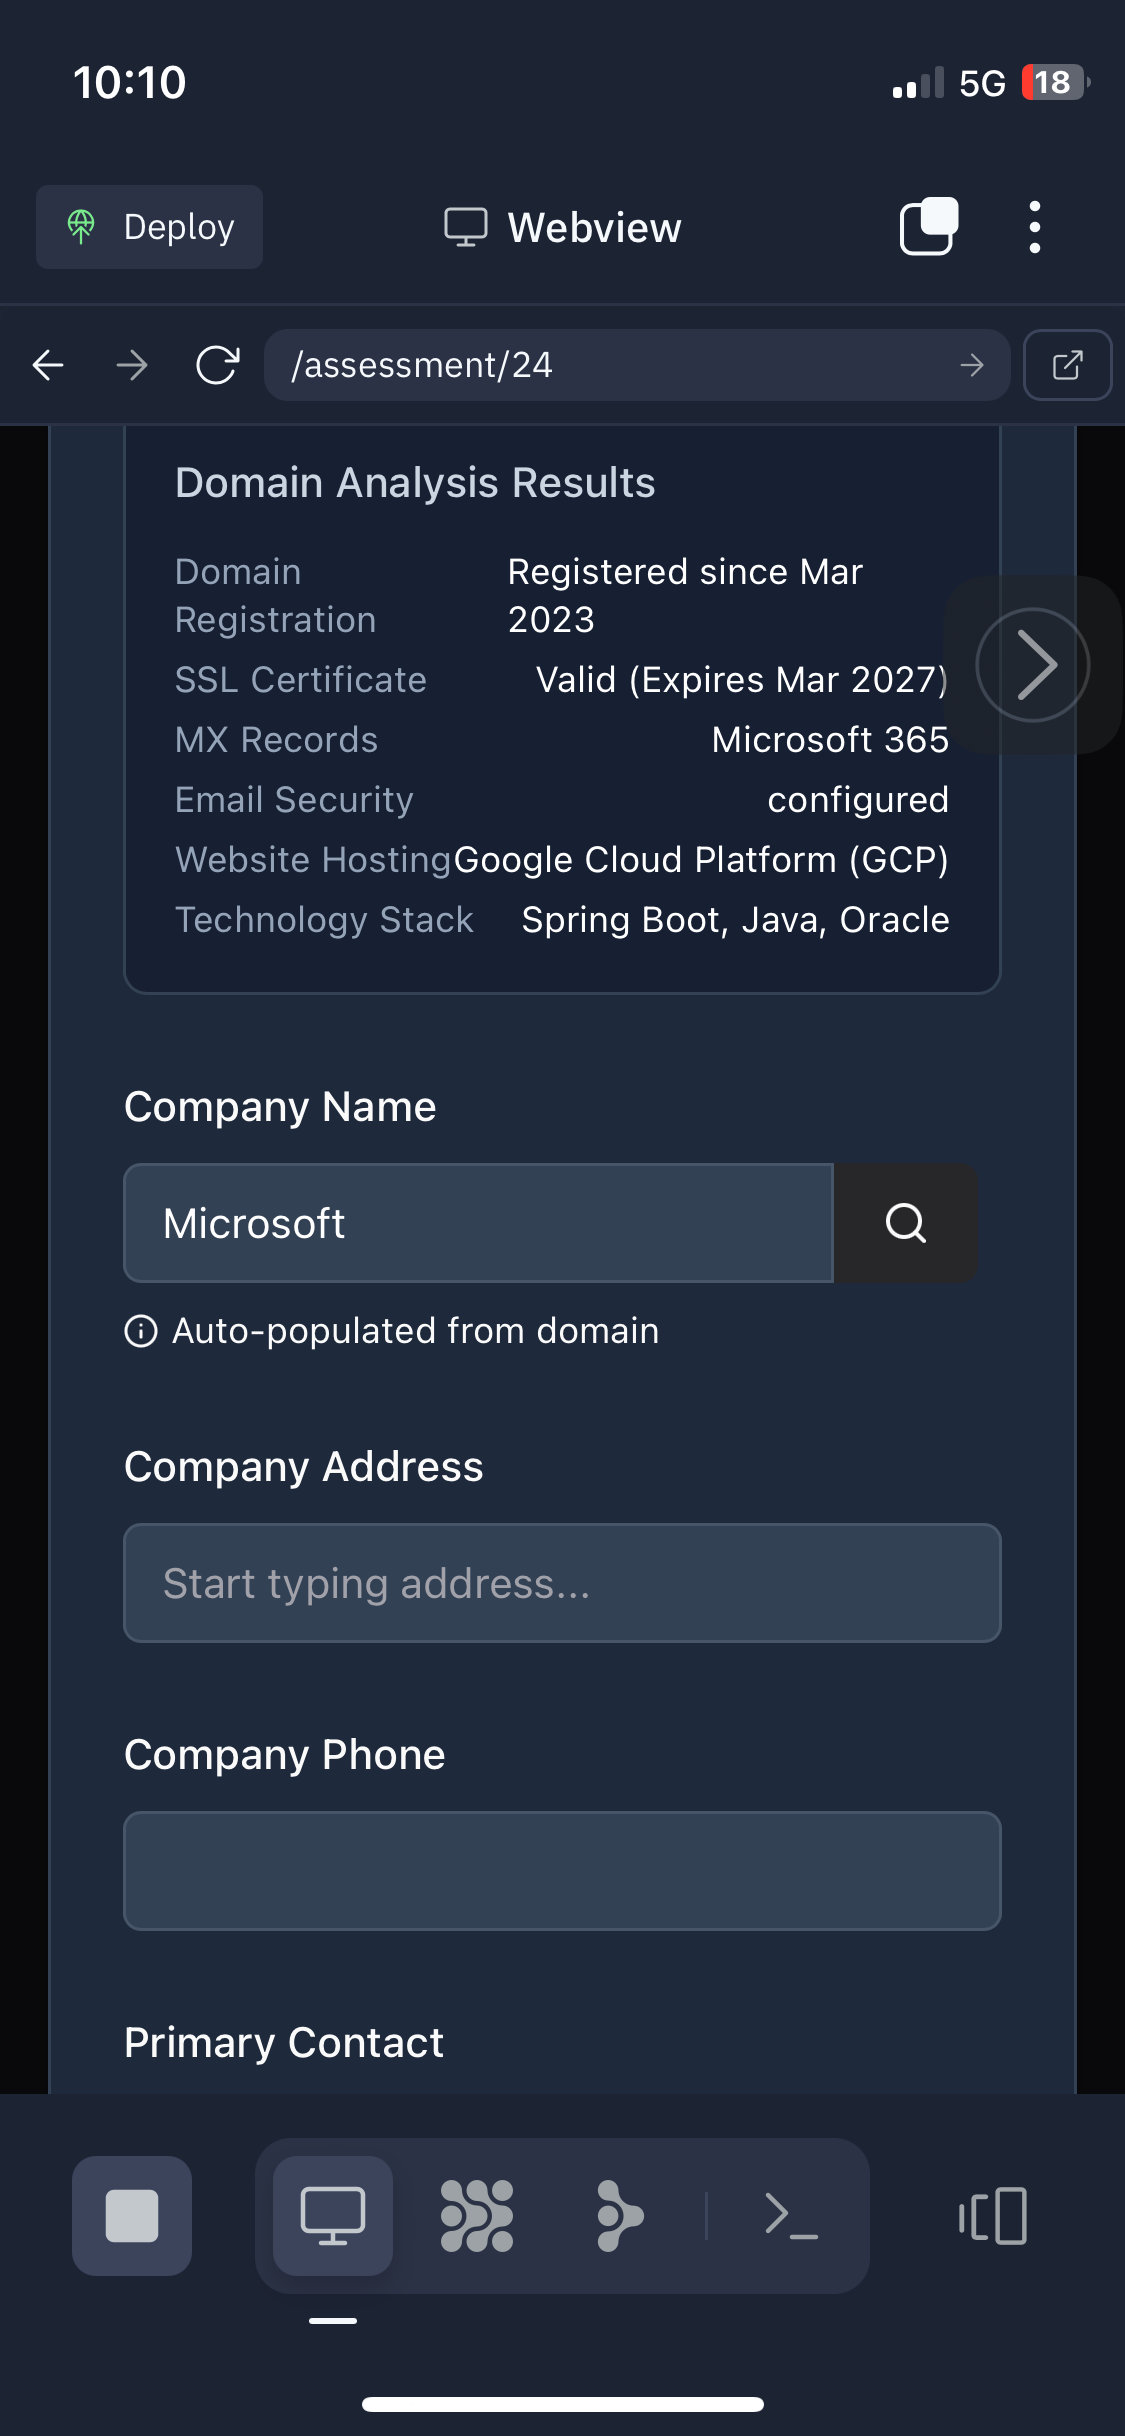 10:10
5G 18
Deploy
Webview
/assessment/24
Domain Analysis Results
Domain Registration
Registered since Mar 2023
SSL Certificate Valid (Expires Mar 2027)
MX Records Microsoft 365
Email Security configured
Website Hosting Google Cloud Platform (GCP)
Technology Stack Spring Boot, Java, Oracle
Company Name
Microsoft
Auto-populated from domain
Company Address
Start typing address...
Company Phone
Primary Contact